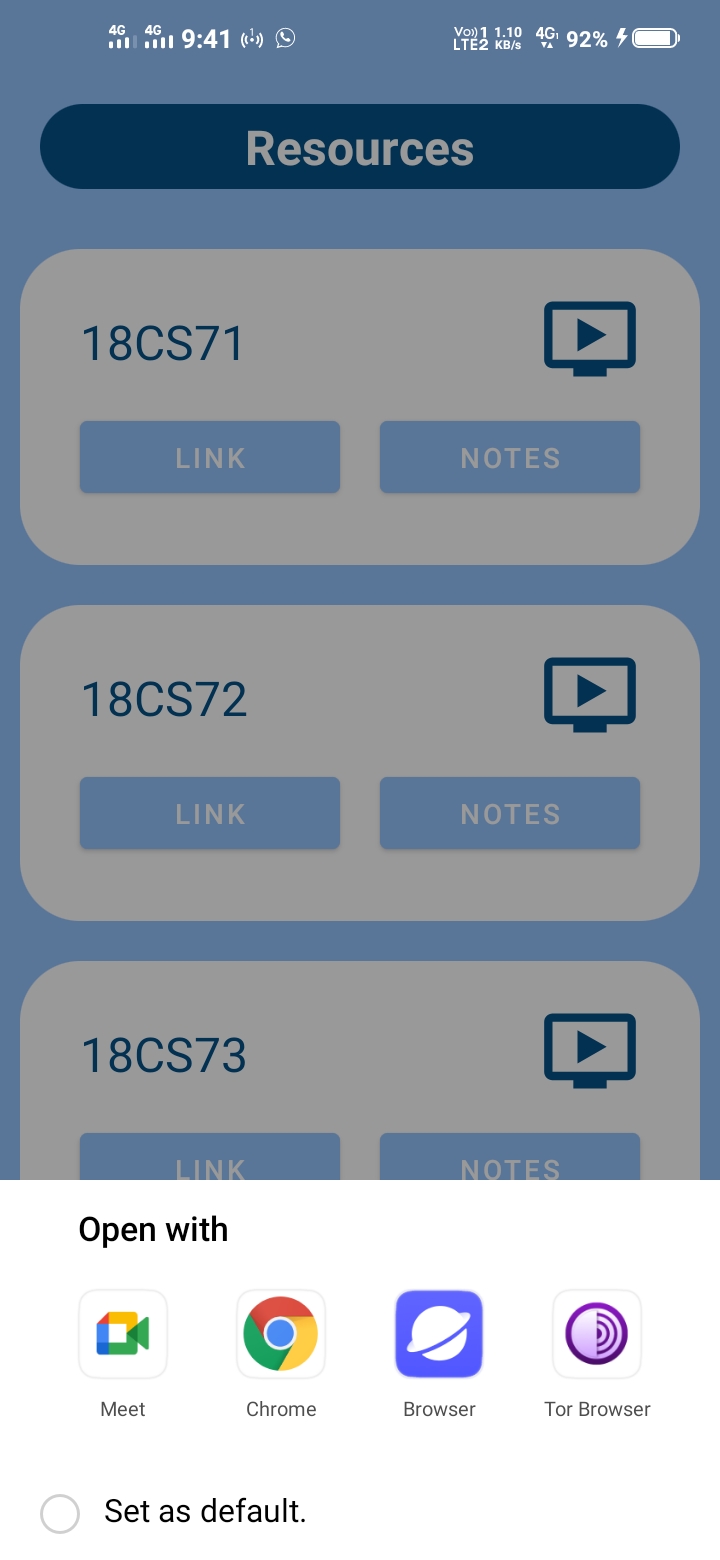 4G 4G 9:41 Vo))1 LTE2 1.10 KB/s 4G 92%
Resources
18CS71
LINK NOTES
18CS72
LINK NOTES
18CS73
LINK NOTES
Open with
Meet Chrome Browser Tor Browser
Set as default.